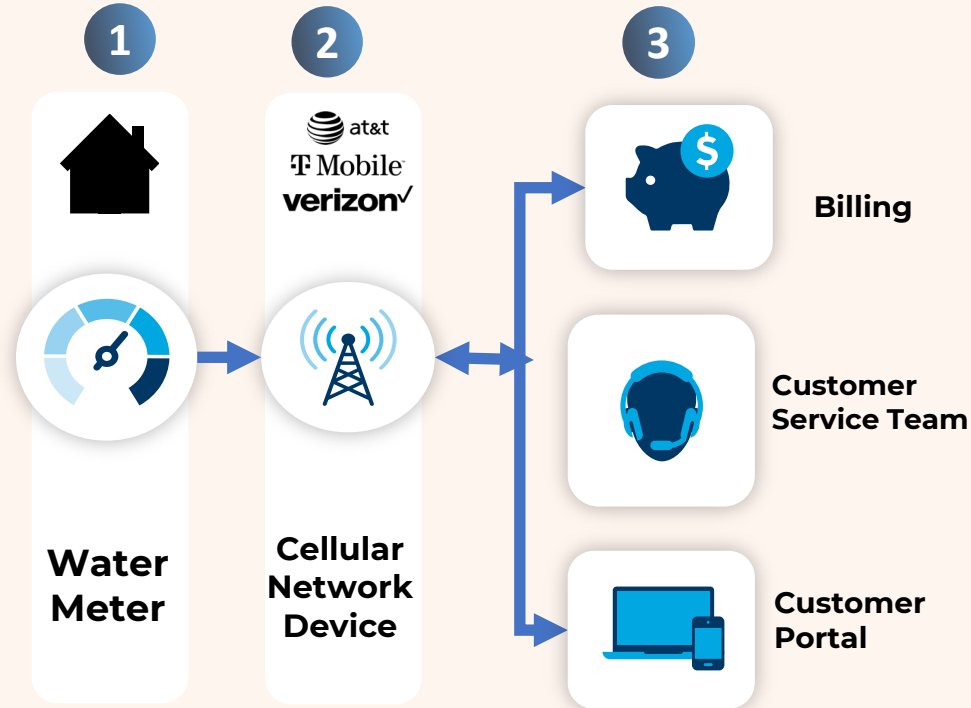 1
2
3
at&t
T Mobile
verizon✓
$
Billing
Customer
Service Team
Water
Meter
Cellular
Network
Device
Customer
Portal